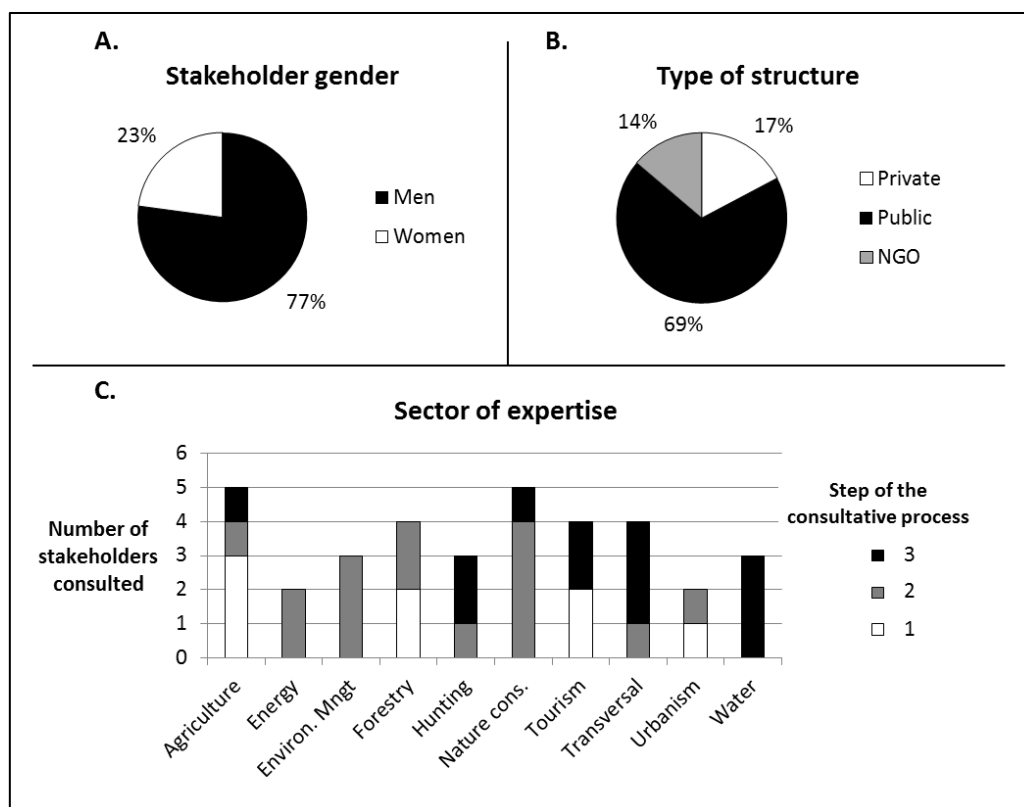 A.
Stakeholder gender
23%
77%
Men
Women
B.
Type of structure
14%
17%
69%
Private
Public
NGO
C.
Sector of expertise
Number of
stakeholders
consulted
6
5
4
3
2
1
0
Agriculture
Energy
Environ. Mngt
Forestry
Hunting
Nature cons.
Tourism
Transversal
Urbanism
Water
Step of the
consultative process
3
2
1